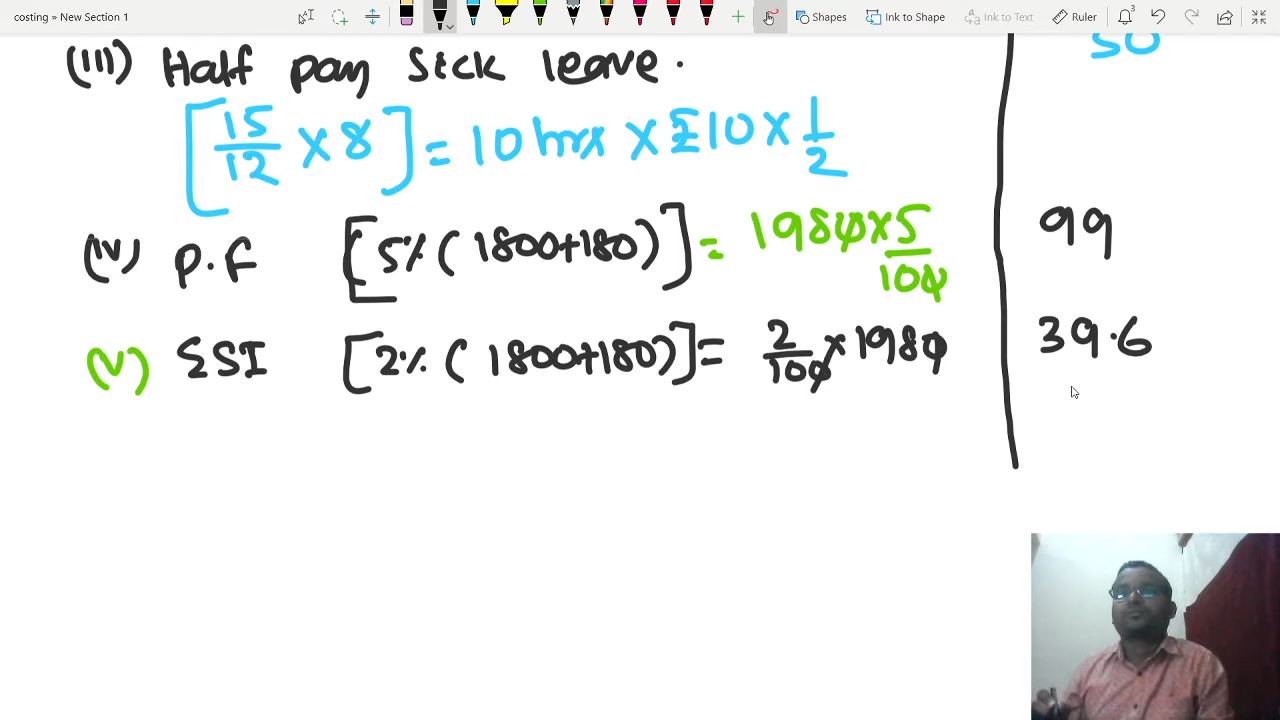 costing » New Section 1
Shapes Ink to Shape Ink to Text Ruler
50
(III) Half pay Sick leave.
[15/12 × 8] = 10 hrs × ₹10 × 1/2
(IV) P.F [5% (1800+180)] = 1980 × 5/100 99
(V) ESI [2% (1800+180)] = 2/100 × 1980 39.6